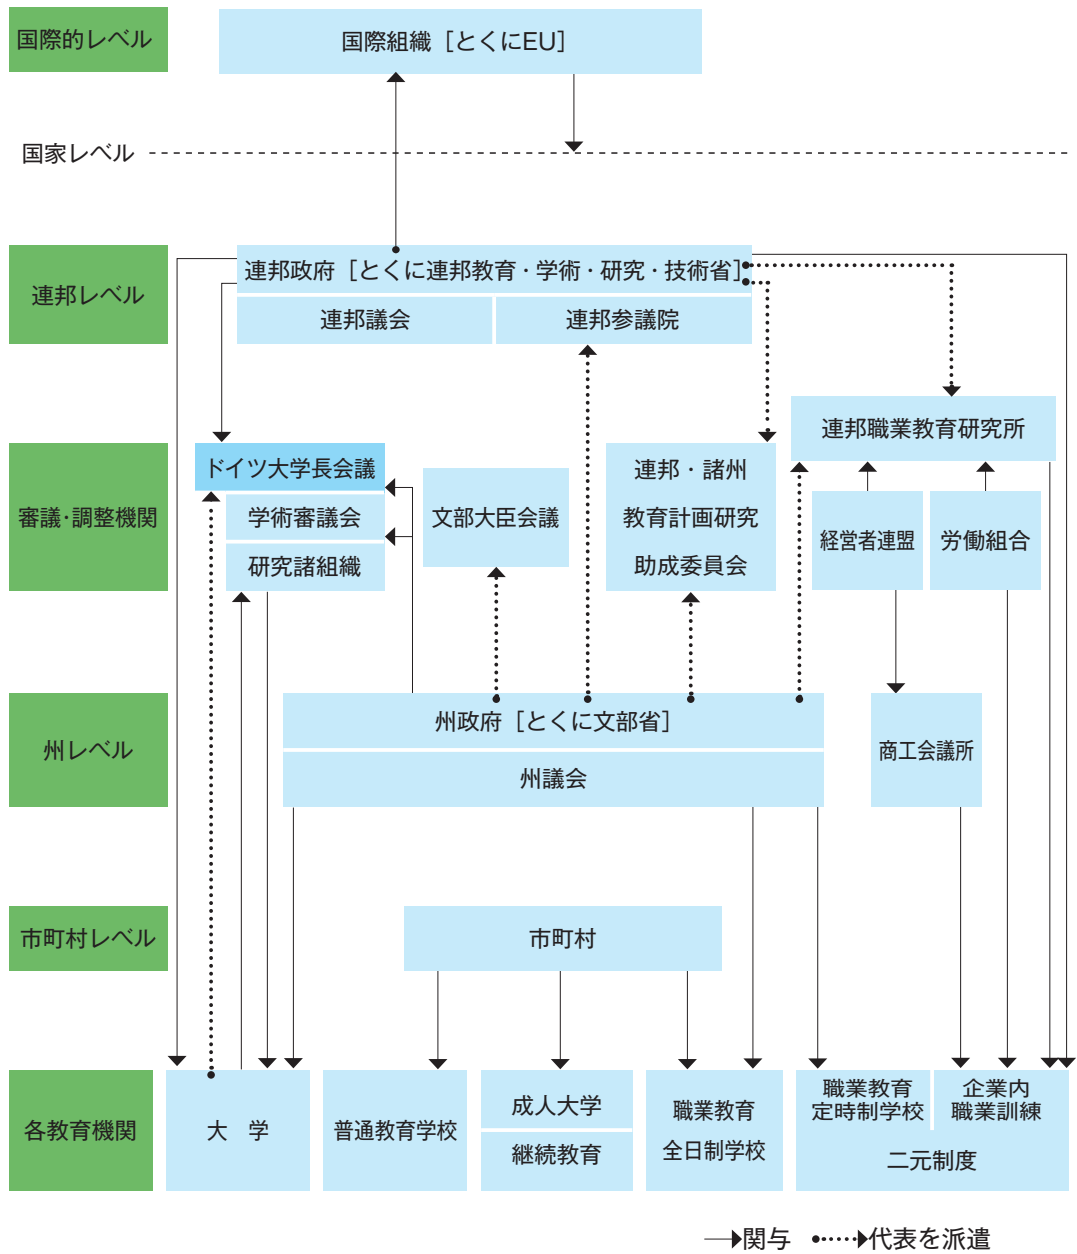 国際的レベル
国際組織［とくにEU］
国家レベル
連邦レベル
連邦政府［とくに連邦教育・学術・研究・技術省］
連邦議会
連邦参議院
審議・調整機関
ドイツ大学長会議
学術審議会
研究諸組織
文部大臣会議
連邦・諸州
教育計画研究
助成委員会
連邦職業教育研究所
経営者連盟
労働組合
州レベル
州政府［とくに文部省］
州議会
商工会議所
市町村レベル
市町村
各教育機関
大　学
普通教育学校
成人大学
継続教育
職業教育
全日制学校
職業教育
定時制学校
企業内
職業訓練
二元制度
関与
代表を派遣